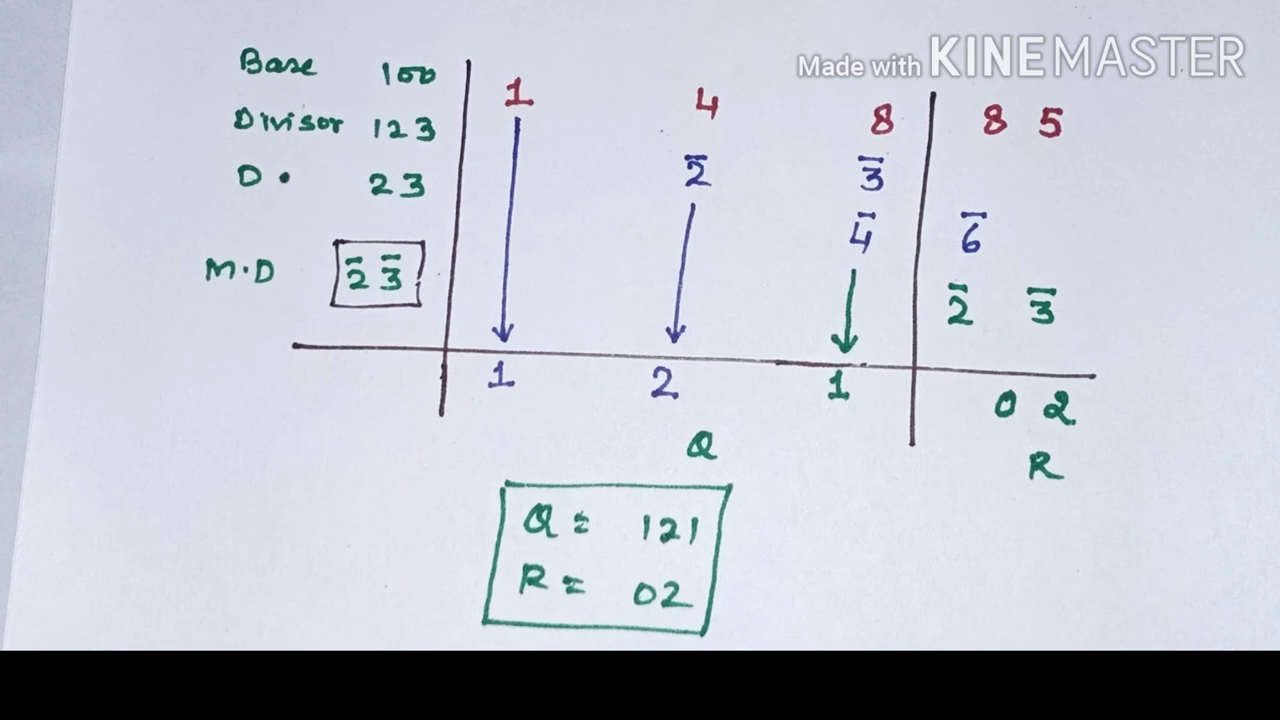 Made with KINEMASTER
Base 100 1 4 8 8 5
Divisor 123
D. 23 2̅ 3̅
4̅ 6̅
M.D 2̅ 3̅ 2̅ 3̅
1 2 1 0 2
Q R
Q = 121
R = 02